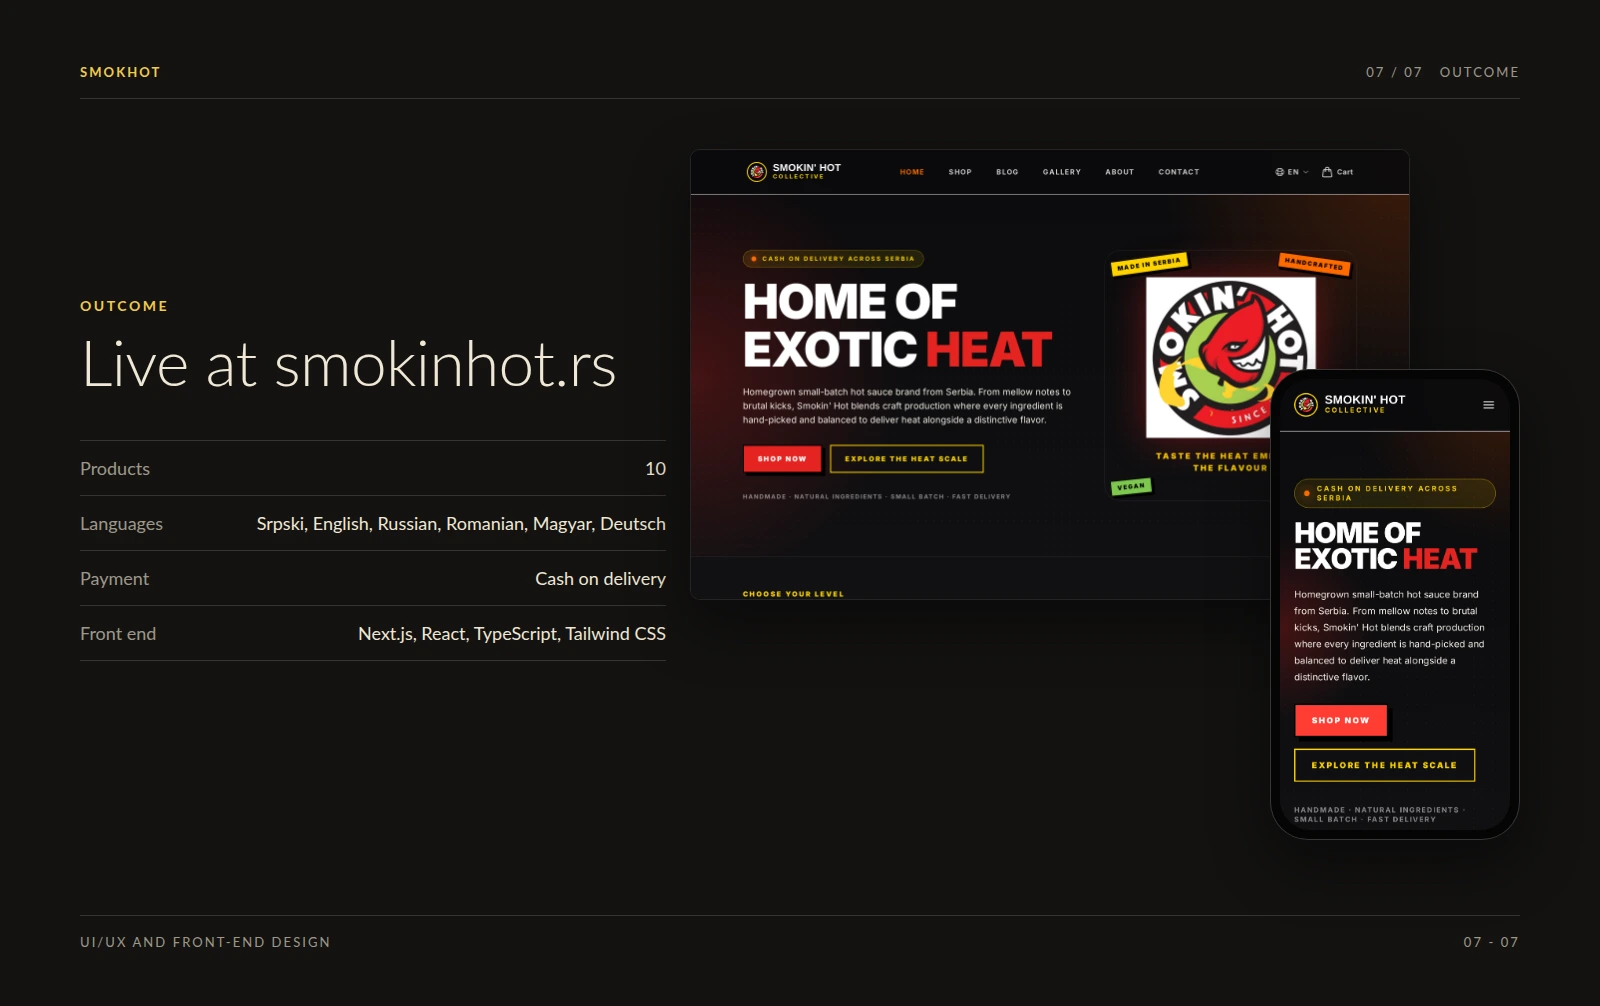 SMOKHOT
07 / 07 OUTCOME
OUTCOME
Live at smokinhot.rs
Products 10
Languages Srpski, English, Russian, Romanian, Magyar, Deutsch
Payment Cash on delivery
Front end Next.js, React, TypeScript, Tailwind CSS
SMOKIN' HOT
COLLECTIVE
HOME SHOP BLOG GALLERY ABOUT CONTACT
EN Cart
CASH ON DELIVERY ACROSS SERBIA
HOME OF
EXOTIC HEAT
Homegrown small-batch hot sauce brand from Serbia. From mellow notes to
brutal kicks, Smokin' Hot blends craft production where every ingredient is
hand-picked and balanced to deliver heat alongside a distinctive flavor.
SHOP NOW
EXPLORE THE HEAT SCALE
HANDMADE · NATURAL INGREDIENTS · SMALL BATCH · FAST DELIVERY
MADE IN SERBIA
HANDCRAFTED
SMOKIN' HOT
SINCE
TASTE THE HEAT
THE FLAVOUR
VEGAN
CHOOSE YOUR LEVEL
SMOKIN' HOT
COLLECTIVE
CASH ON DELIVERY ACROSS
SERBIA
HOME OF
EXOTIC HEAT
Homegrown small-batch hot sauce brand
from Serbia. From mellow notes to brutal
kicks, Smokin' Hot blends craft production
where every ingredient is hand-picked and
balanced to deliver heat alongside a
distinctive flavor.
SHOP NOW
EXPLORE THE HEAT SCALE
HANDMADE · NATURAL INGREDIENTS ·
SMALL BATCH · FAST DELIVERY
UI/UX AND FRONT-END DESIGN
07 - 07